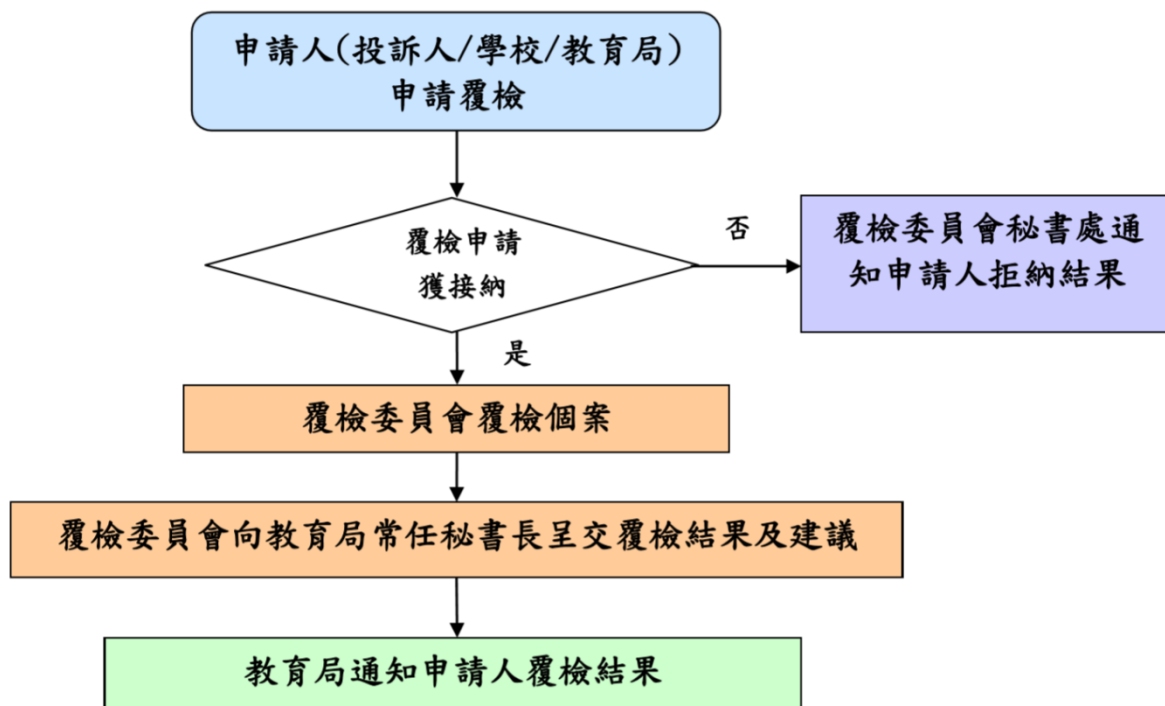 申請人(投訴人/學校/教育局)
申請覆檢
覆檢申請
獲接納
否
覆檢委員會秘書處通
知申請人拒納結果
是
覆檢委員會覆檢個案
覆檢委員會向教育局常任秘書長呈交覆檢結果及建議
教育局通知申請人覆檢結果